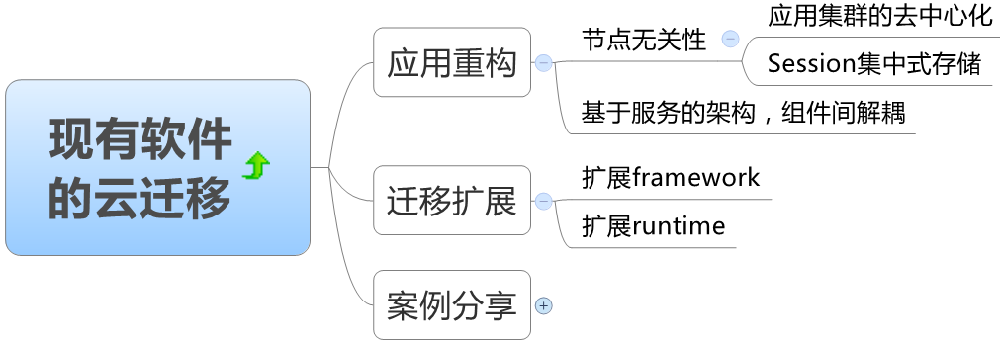 现有软件
的云迁移
应用重构
节点无关性
应用集群的去中心化
Session集中式存储
基于服务的架构，组件间解耦
迁移扩展
扩展framework
扩展runtime
案例分享